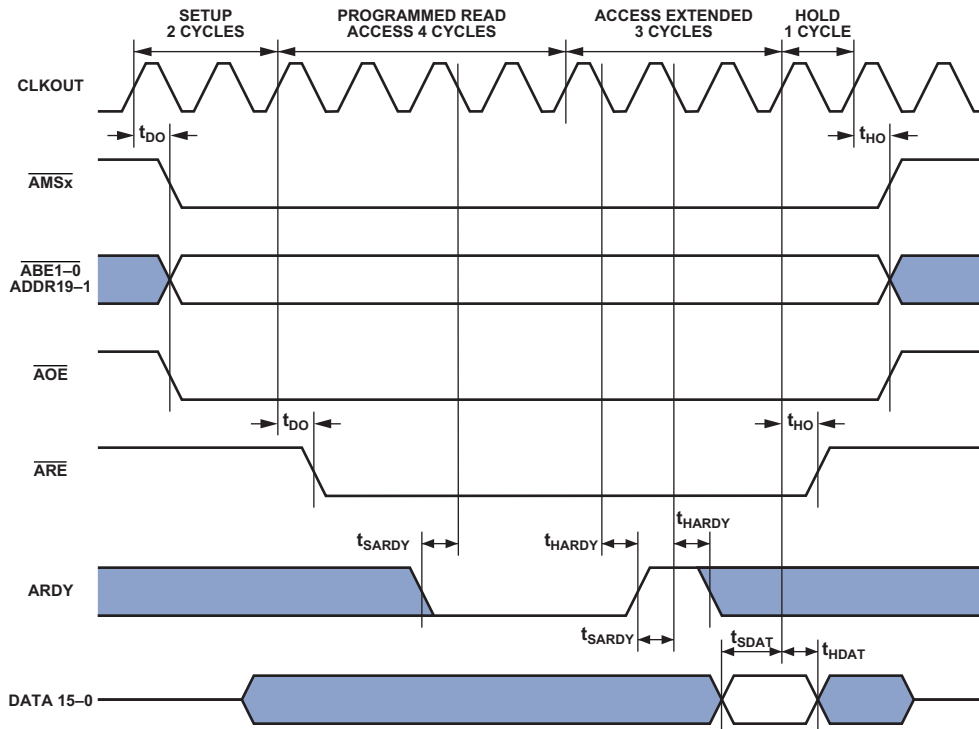 SETUP
2 CYCLES
PROGRAMMED READ
ACCESS 4 CYCLES
ACCESS EXTENDED
3 CYCLES
HOLD
1 CYCLE
CLKOUT
tDO
tHO
AMSx
ABE1–0
ADDR19–1
AOE
tDO
tHO
ARE
tSARDY
tHARDY
tHARDY
ARDY
tSARDY
tSDAT
tHDAT
DATA 15–0